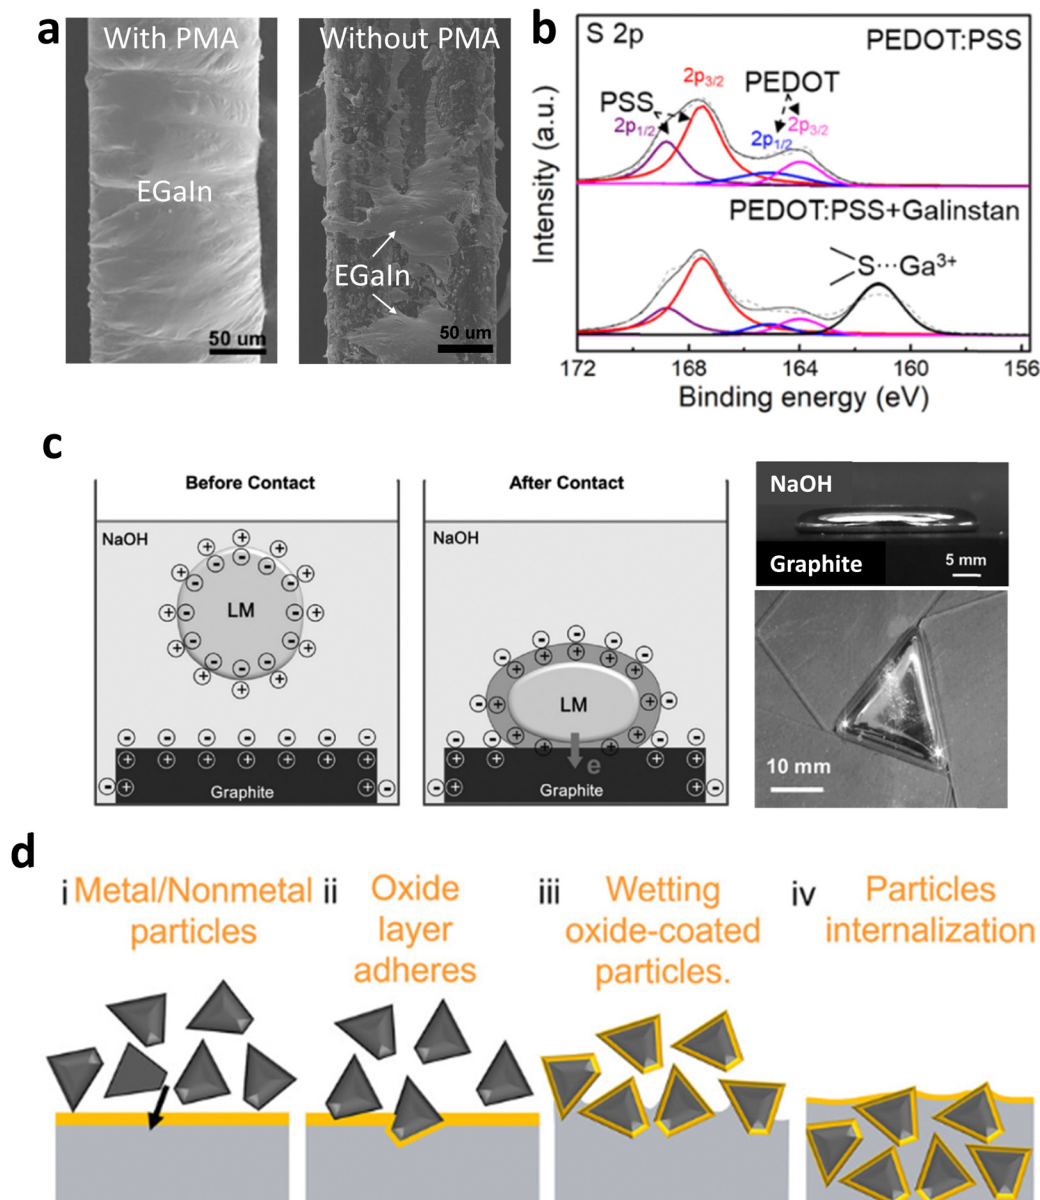 a
With PMA
EGaIn
50 um
Without PMA
EGaIn
50 um
b
S 2p
PEDOT:PSS
2p3/2
PEDOT
PSS
2p1/2
2p1/2
2p3/2
PEDOT:PSS+Galinstan
S···Ga3+
Intensity (a.u.)
172
168
164
160
156
Binding energy (eV)
c
Before Contact
NaOH
LM
Graphite
After Contact
NaOH
LM
e
Graphite
NaOH
Graphite
5 mm
10 mm
d
i Metal/Nonmetal
particles
ii Oxide
layer
adheres
iii Wetting
oxide-coated
particles.
iv Particles
internalization